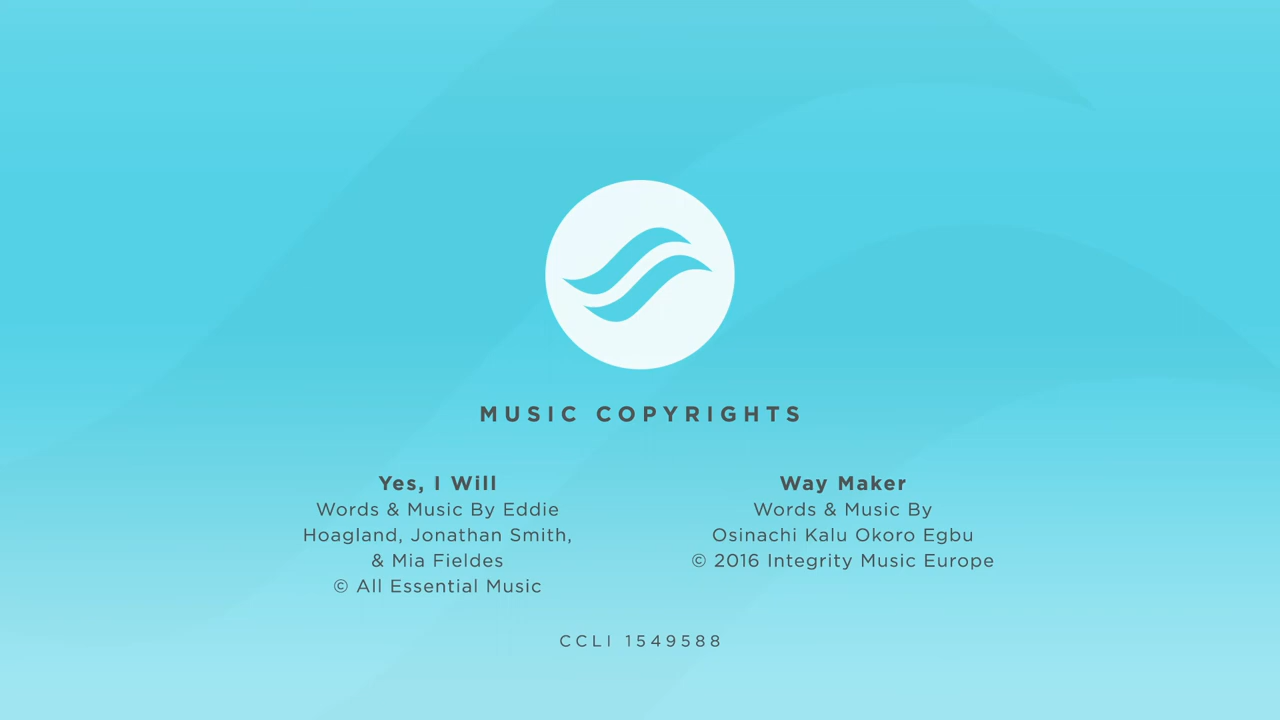 MUSIC COPYRIGHTS
Yes, I Will
Words & Music By Eddie
Hoagland, Jonathan Smith,
& Mia Fieldes
© All Essential Music
Way Maker
Words & Music By
Osinachi Kalu Okoro Egbu
© 2016 Integrity Music Europe
CCLI 1549588